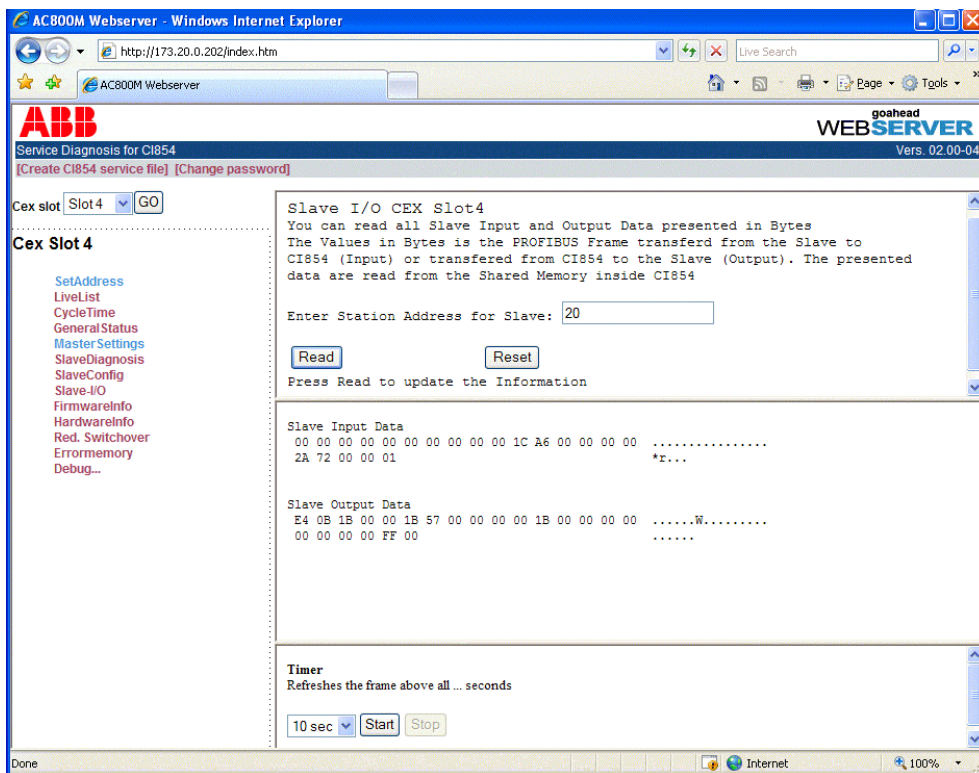 AC800M Webserver - Windows Internet Explorer
http://173.20.0.202/index.htm
Live Search
AC800M Webserver
Page
Tools
ABB
goahead
WEBSERVER
Service Diagnosis for CI854
Vers. 02.00-04
[Create CI854 service file] [Change password]
Cex slot Slot 4 GO
Cex Slot 4
SetAddress
LiveList
CycleTime
GeneralStatus
MasterSettings
SlaveDiagnosis
SlaveConfig
Slave-I/O
FirmwareInfo
HardwareInfo
Red. Switchover
Errormemory
Debug...
Slave I/O CEX Slot4
You can read all Slave Input and Output Data presented in Bytes
The Values in Bytes is the PROFIBUS Frame transferd from the Slave to
CI854 (Input) or transfered from CI854 to the Slave (Output). The presented
data are read from the Shared Memory inside CI854
Enter Station Address for Slave: 20
Read Reset
Press Read to update the Information
Slave Input Data
00 00 00 00 00 00 00 00 00 00 1C A6 00 00 00 00 ................
2A 72 00 00 01 *r...
Slave Output Data
E4 0B 1B 00 00 1B 57 00 00 00 00 1B 00 00 00 00 ......W.........
00 00 00 00 FF 00 ......
Timer
Refreshes the frame above all ... seconds
10 sec Start Stop
Done
Internet
100%